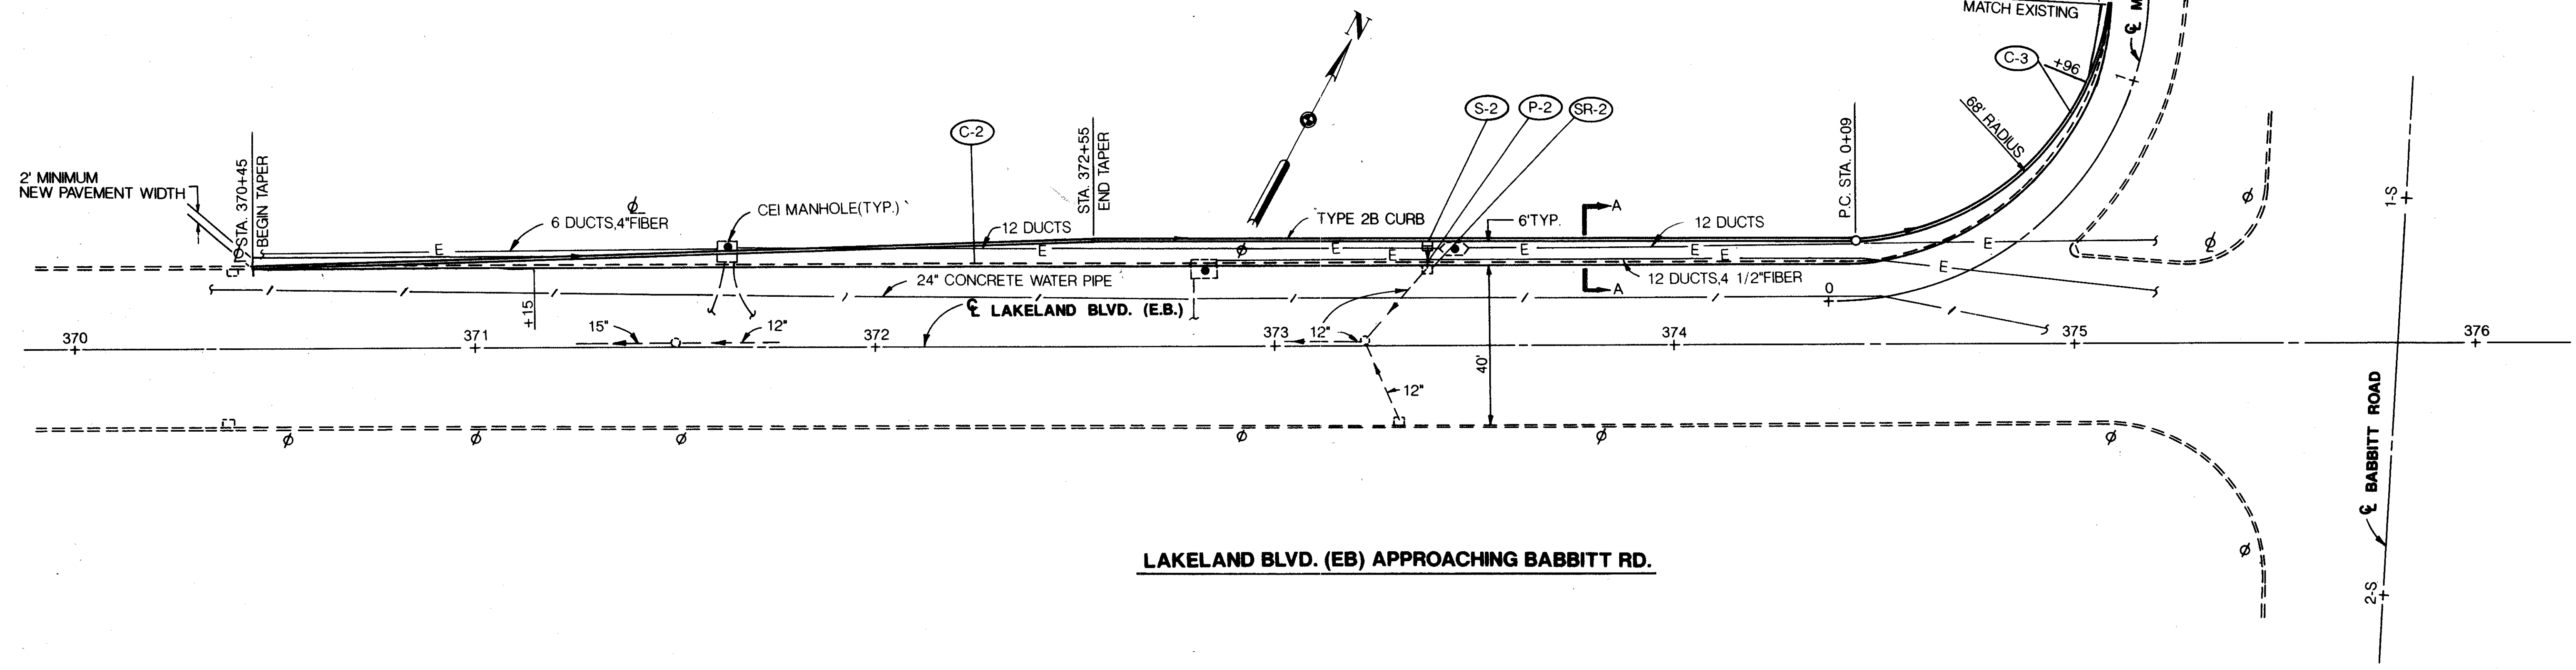 MATCH EXISTING
℄ M
N
C-3
+96
1
68' RADIUS
S-2
P-2
SR-2
C-2
STA. 372+55
END TAPER
P.C. STA. 0+09
1-S
2' MINIMUM
NEW PAVEMENT WIDTH
STA. 370+45
BEGIN TAPER
6 DUCTS,4"FIBER
CEI MANHOLE(TYP.)
12 DUCTS
TYPE 2B CURB
6'TYP.
A
12 DUCTS
E
E
E
E
E
E
E
E
E
24" CONCRETE WATER PIPE
12 DUCTS,4 1/2"FIBER
A
0
+15
℄ LAKELAND BLVD. (E.B.)
15"
12"
12"
370
371
372
373
374
375
376
40'
12"
℄ BABBITT ROAD
LAKELAND BLVD. (EB) APPROACHING BABBITT RD.
2-S